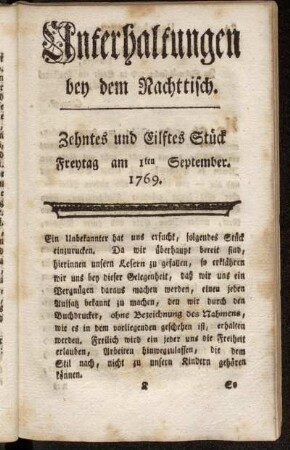 Unterhaltungen
bey dem Nachttisch.
Zehntes und Eilftes Stück
Freytag am 1ten September.
1769.
Ein Unbekannter hat uns ersucht, folgendes Stück
einzurucken. Da wir überhaupt bereit sind,
hierinnen unsern Lesern zu gefallen, so erklähren
wir uns bey dieser Gelegenheit, daß wir uns ein
Vergnügen daraus machen werden, einen jeden
Aufsatz bekannt zu machen, den wir durch den
Buchdrucker, ohne Bezeichnung des Nahmens,
wie es in dem vorliegenden geschehen ist, erhalten
werden. Freilich wird ein jeder uns die Freiheit
erlauben, Arbeiten hinwegzulassen, die dem
Stil nach, nicht zu unsern Kindern gehören
können.
K So